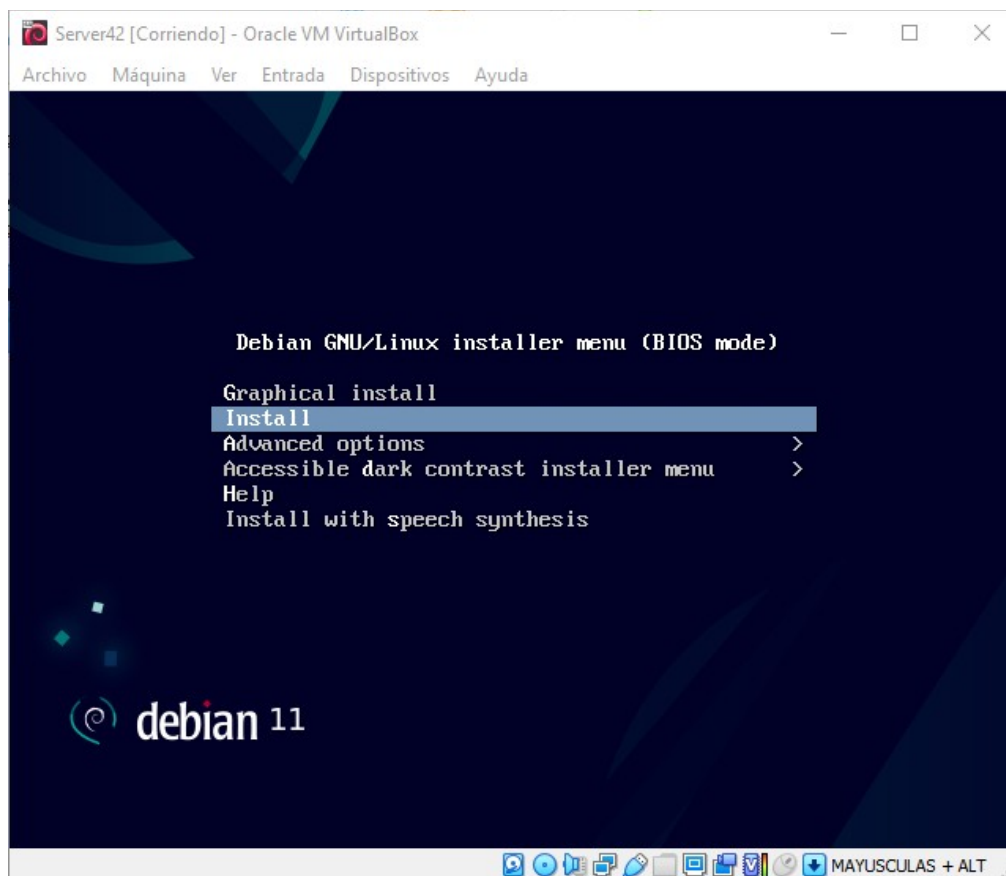 Server42 [Corriendo] - Oracle VM VirtualBox
Archivo Máquina Ver Entrada Dispositivos Ayuda
Debian GNU/Linux installer menu (BIOS mode)
Graphical install
Install
Advanced options >
Accessible dark contrast installer menu >
Help
Install with speech synthesis
debian 11
MAYUSCULAS + ALT